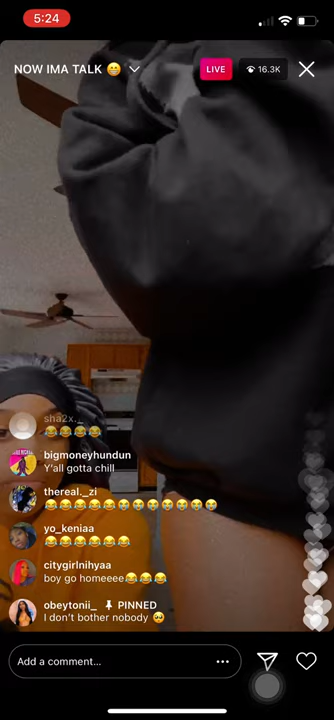 5:24
NOW IMA TALK 😁
LIVE
16.3K
sha2x._
😂😂😂😂
bigmoneyhundun
Y'all gotta chill
thereal._zi
😂😂😂😂😂😂😭😭😭😭😭😭😭😭
yo_keniaa
😂😂😂😂😂😂😂
citygirlnihyaa
boy go homeeee😂😂😂
obeytonii_ PINNED
I don't bother nobody 🥺
Add a comment...